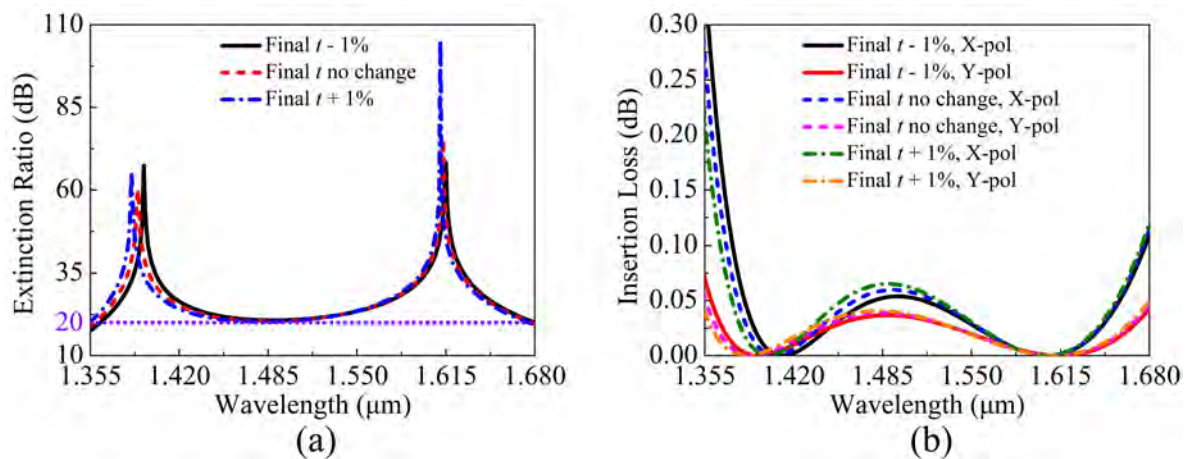 110
85
60
35
20
10
Extinction Ratio (dB)
Final t - 1%
Final t no change
Final t + 1%
1.355 1.420 1.485 1.550 1.615 1.680
Wavelength (μm)
(a)
0.30
0.25
0.20
0.15
0.10
0.05
0.00
Insertion Loss (dB)
Final t - 1%, X-pol
Final t - 1%, Y-pol
Final t no change, X-pol
Final t no change, Y-pol
Final t + 1%, X-pol
Final t + 1%, Y-pol
1.355 1.420 1.485 1.550 1.615 1.680
Wavelength (μm)
(b)